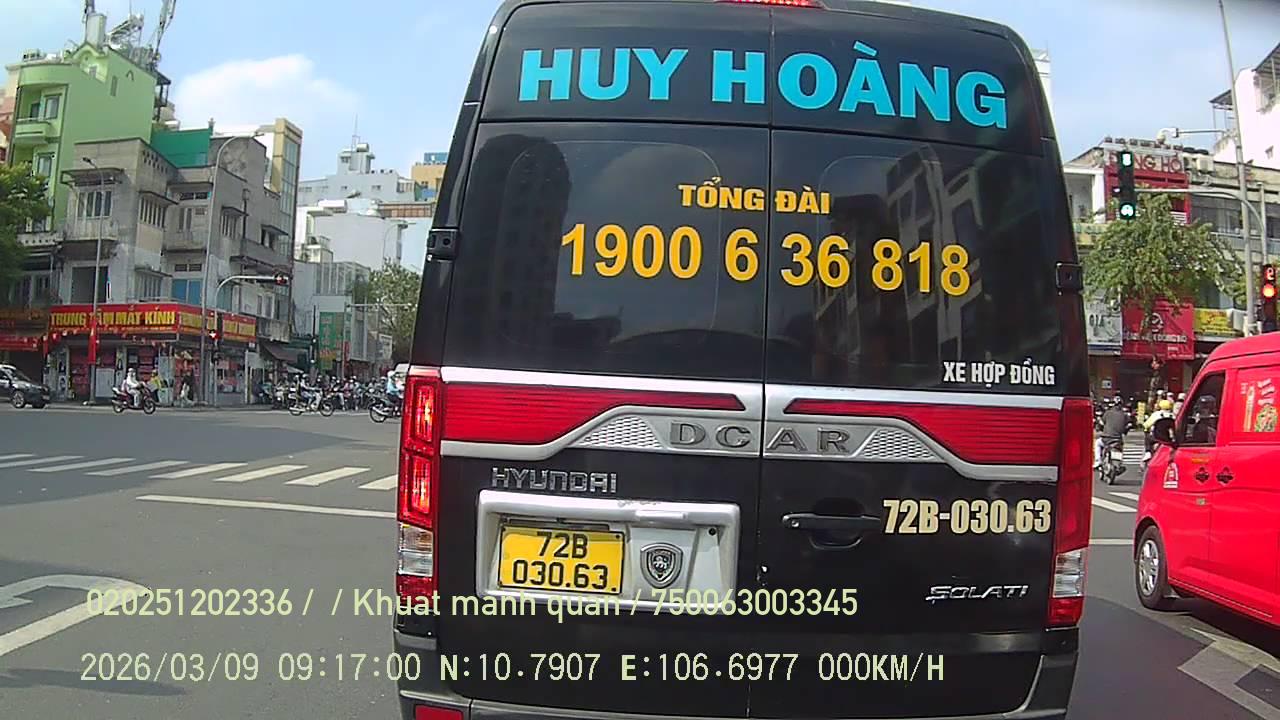 HUY HOÀNG
TỔNG ĐÀI
1900 6 36 818
XE HỢP ĐỒNG
DCAR
HYUNDAI
72B-030.63
72B
030.63
SOLATI
TRUNG TÂM MẮT KÍNH
020251202336 / / Khuat manh quan / 750063003345
2026/03/09 09:17:00 N:10.7907 E:106.6977 000KM/H